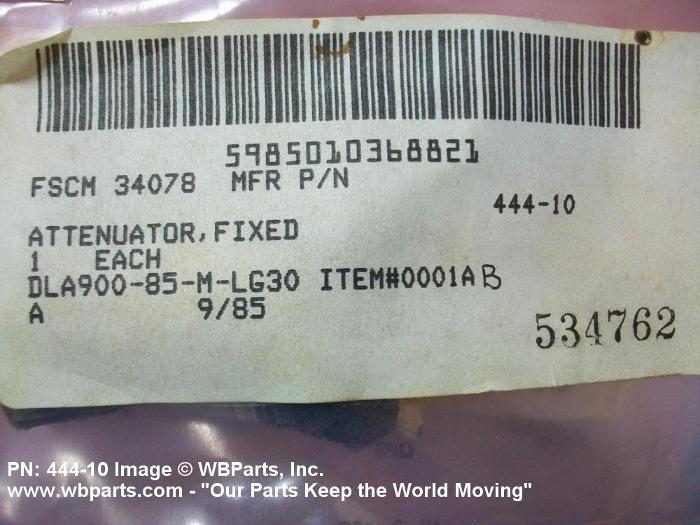 5985010368821
FSCM 34078 MFR P/N
444-10
ATTENUATOR,FIXED
1 EACH
DLA900-85-M-LG30 ITEM#0001AB
A 9/85
534762
PN: 444-10 Image © WBParts, Inc.
www.wbparts.com - "Our Parts Keep the World Moving"